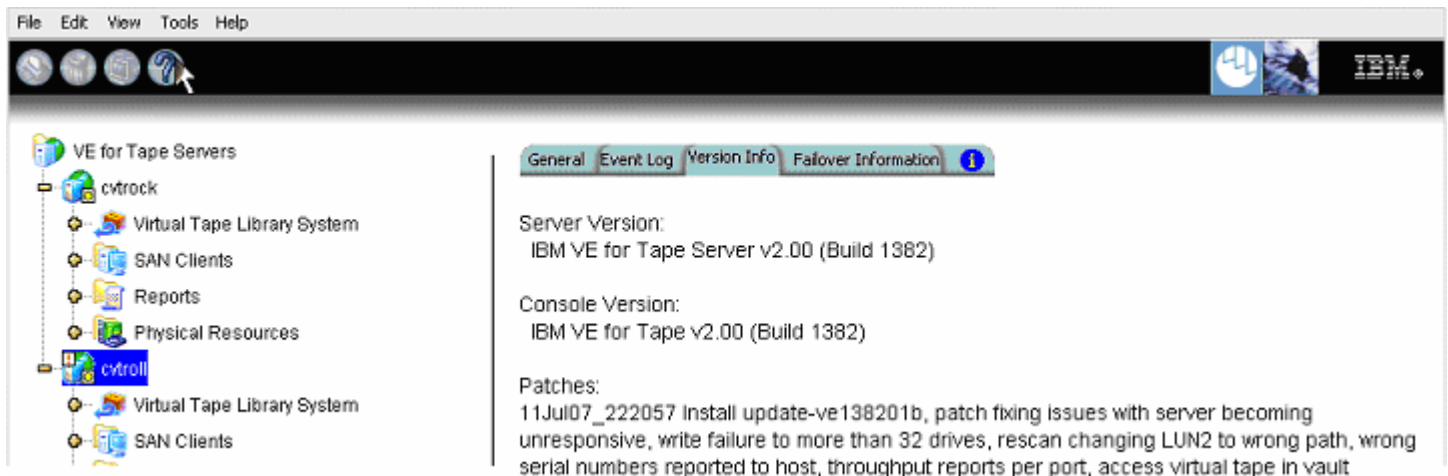 File Edit View Tools Help
IBM®
VE for Tape Servers
cvtrock
Virtual Tape Library System
SAN Clients
Reports
Physical Resources
cvtroll
Virtual Tape Library System
SAN Clients
General Event Log Version Info Failover Information
Server Version:
IBM VE for Tape Server v2.00 (Build 1382)
Console Version:
IBM VE for Tape v2.00 (Build 1382)
Patches:
11Jul07_222057 Install update-ve138201b, patch fixing issues with server becoming
unresponsive, write failure to more than 32 drives, rescan changing LUN2 to wrong path, wrong
serial numbers reported to host, throughput reports per port, access virtual tape in vault